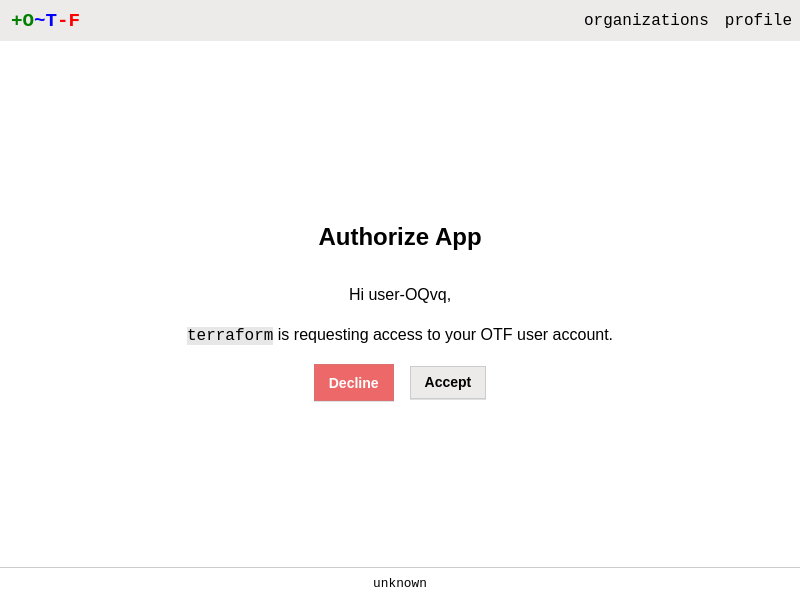 +O~T-F
organizations profile
Authorize App
Hi user-OQvq,
terraform is requesting access to your OTF user account.
Decline Accept
unknown